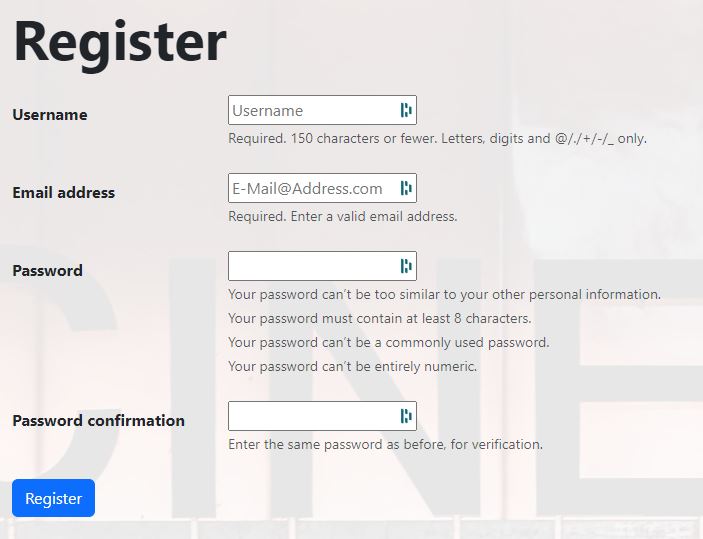 Register
Username
Username
Required. 150 characters or fewer. Letters, digits and @/./+/-/_ only.
Email address
E-Mail@Address.com
Required. Enter a valid email address.
Password
Your password can't be too similar to your other personal information.
Your password must contain at least 8 characters.
Your password can't be a commonly used password.
Your password can't be entirely numeric.
Password confirmation
Enter the same password as before, for verification.
Register
CINE